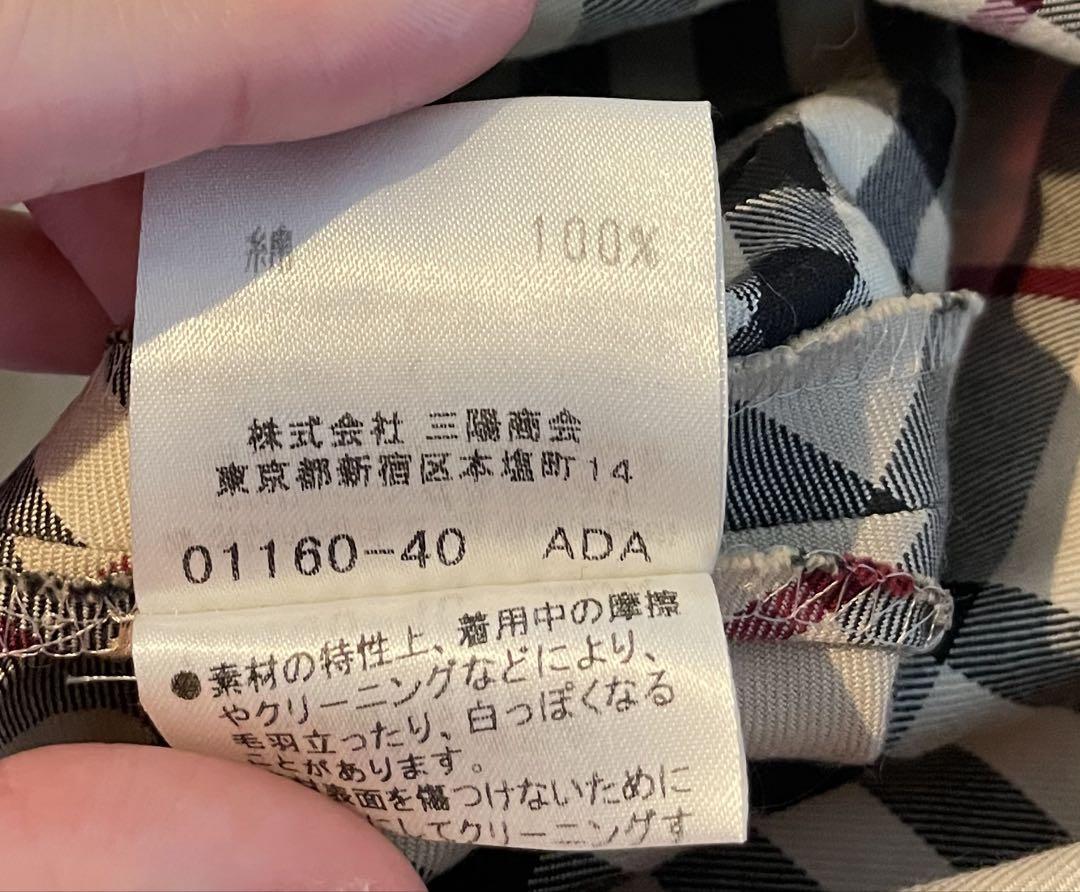 綿 100%
株式会社 三陽商会
東京都新宿区本塩町14
01160-40 ADA
●素材の特性上、着用中の摩擦
やクリーニングなどにより、
毛羽立ったり、白っぽくなる
ことがあります。
表面を傷つけないために
してクリーニングす